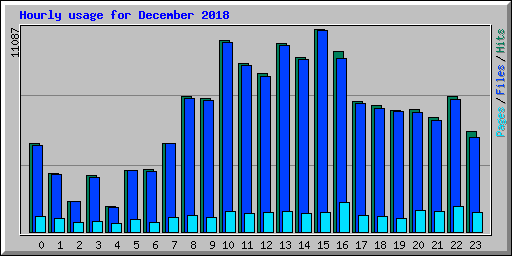 Hourly usage for December 2018
11087
Pages/Files/Hits
0 1 2 3 4 5 6 7 8 9 10 11 12 13 14 15 16 17 18 19 20 21 22 23